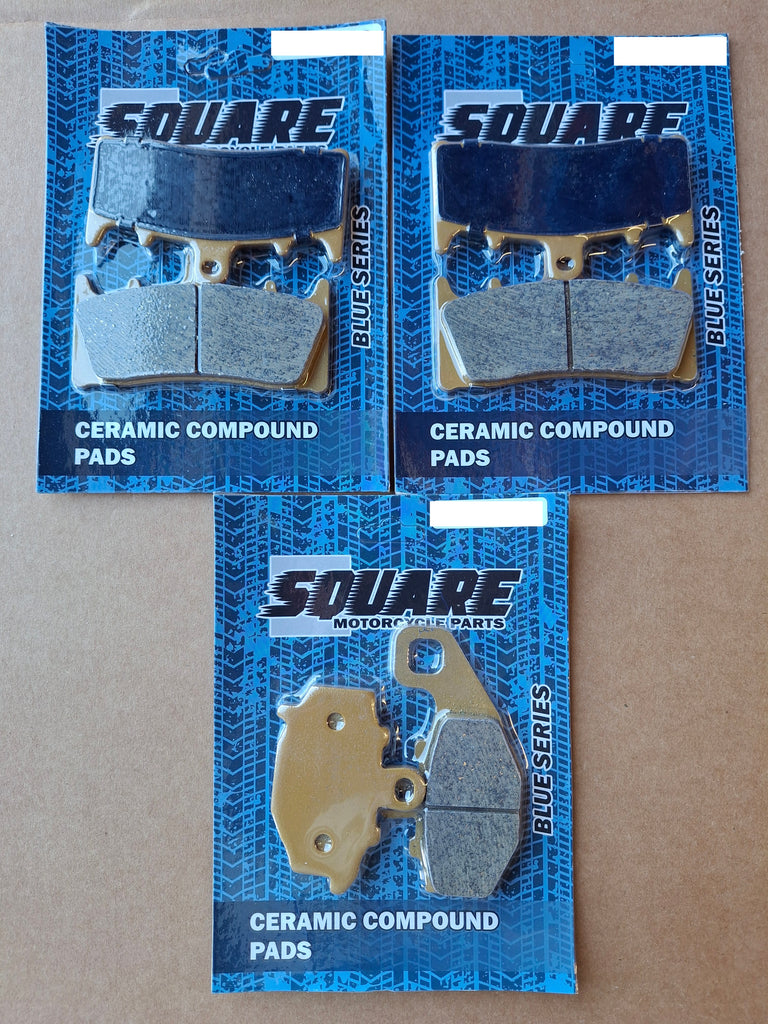 SQUARE
BLUE SERIES
CERAMIC COMPOUND
PADS
SQUARE
BLUE SERIES
CERAMIC COMPOUND
PADS
SQUARE
MOTORCYCLE PARTS
BLUE SERIES
CERAMIC COMPOUND
PADS